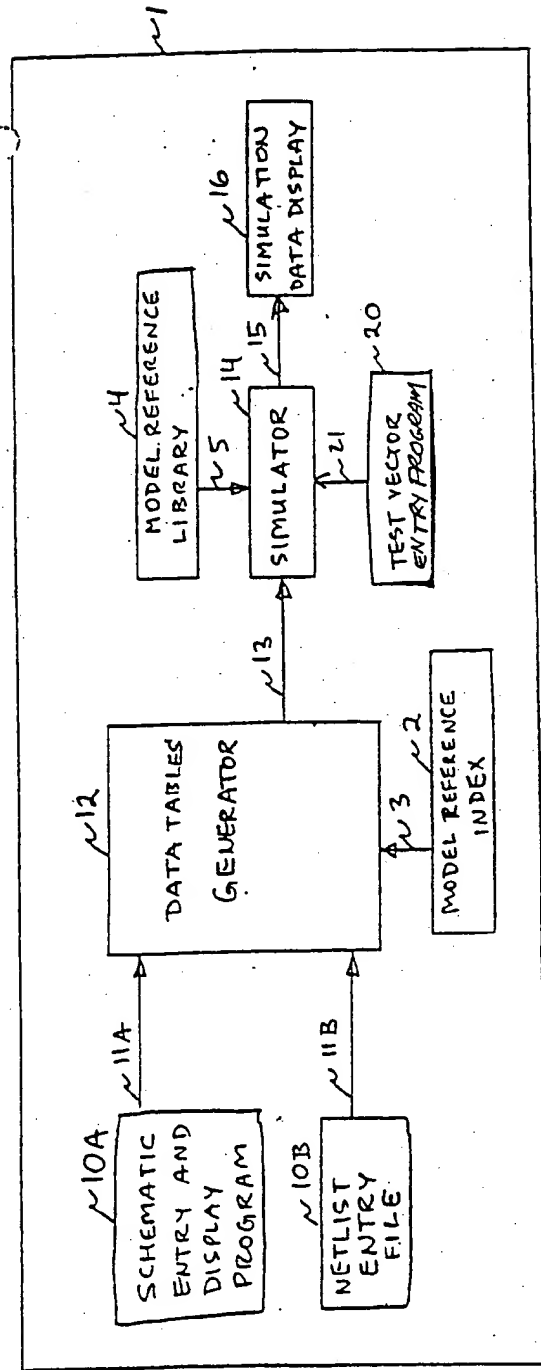 1
10A
SCHEMATIC
ENTRY AND
DISPLAY
PROGRAM
11A
10B
NETLIST
ENTRY
FILE
11B
12
DATA TABLES
GENERATOR
3
2
MODEL REFERENCE
INDEX
13
4
MODEL REFERENCE
LIBRARY
5
14
SIMULATOR
21
20
TEST VECTOR
ENTRY PROGRAM
15
16
SIMULATION
DATA DISPLAY